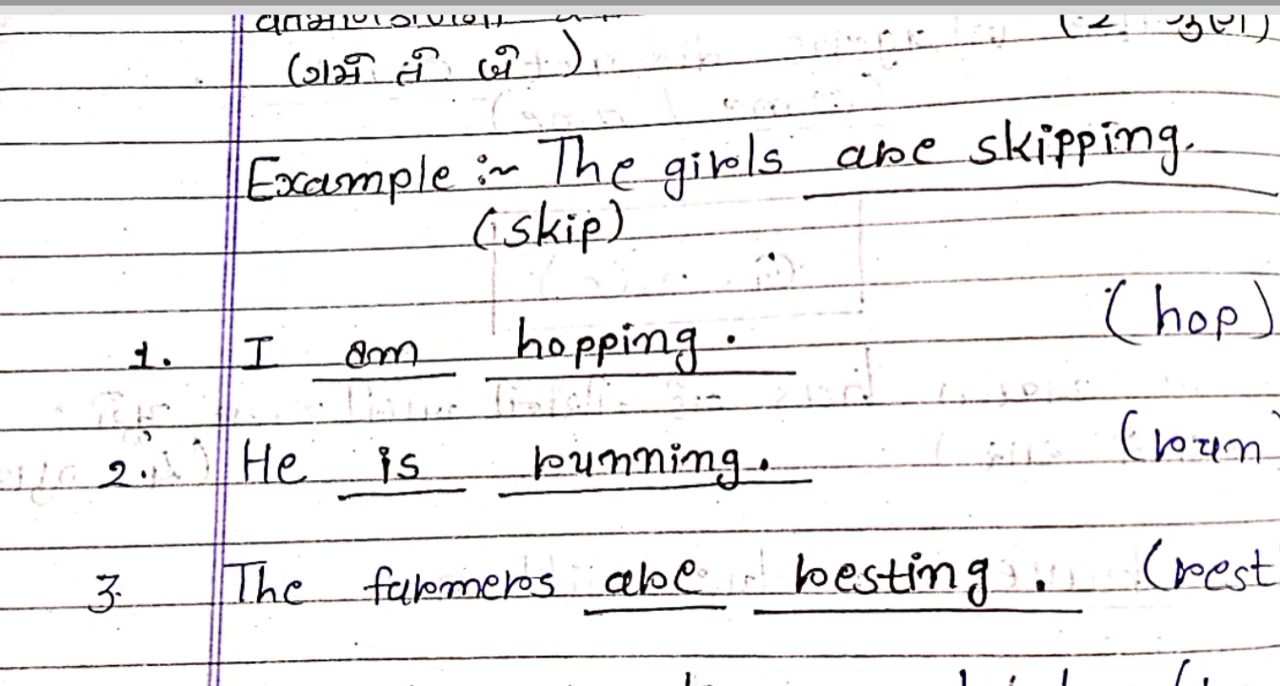 (ગમે તે બે)
Example :~ The girls are skipping.
(skip)
1. I am hopping. (hop)
2. He is running. (run
3. The farmers are resting. (rest